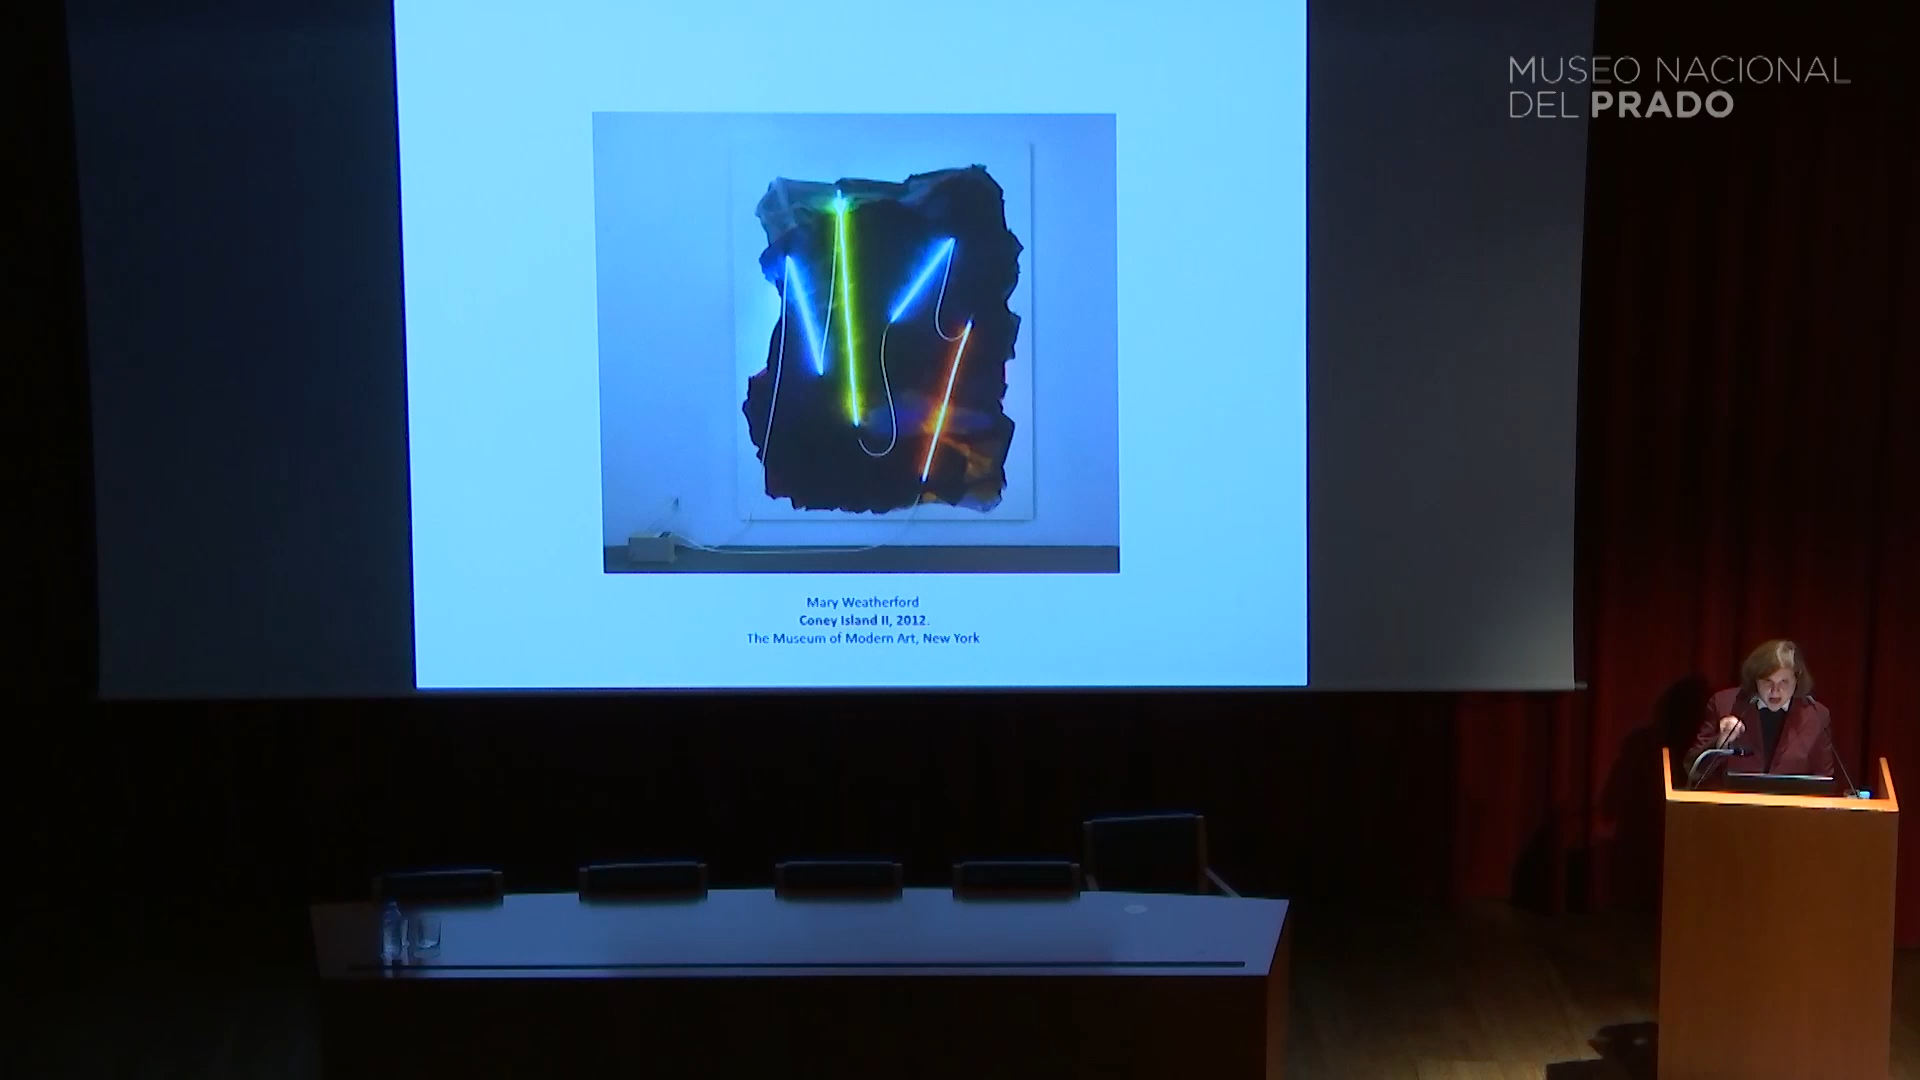 MUSEO NACIONAL
DEL PRADO
Mary Weatherford
Coney Island II, 2012.
The Museum of Modern Art, New York